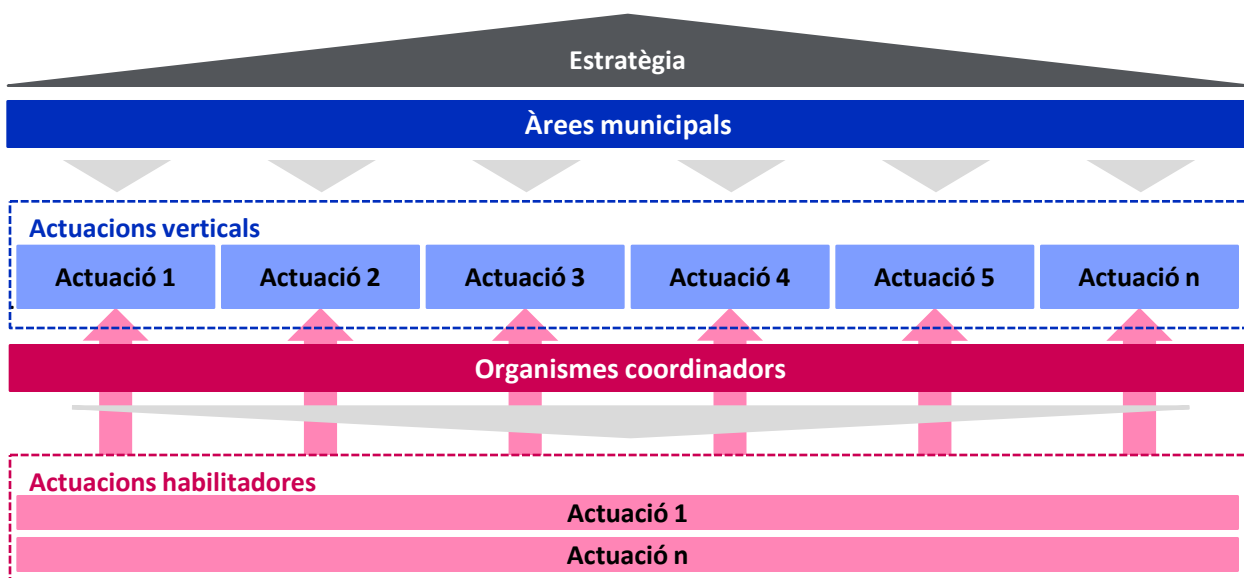 Estratègia
Àrees municipals
Actuacions verticals
Actuació 1
Actuació 2
Actuació 3
Actuació 4
Actuació 5
Actuació n
Organismes coordinadors
Actuacions habilitadores
Actuació 1
Actuació n